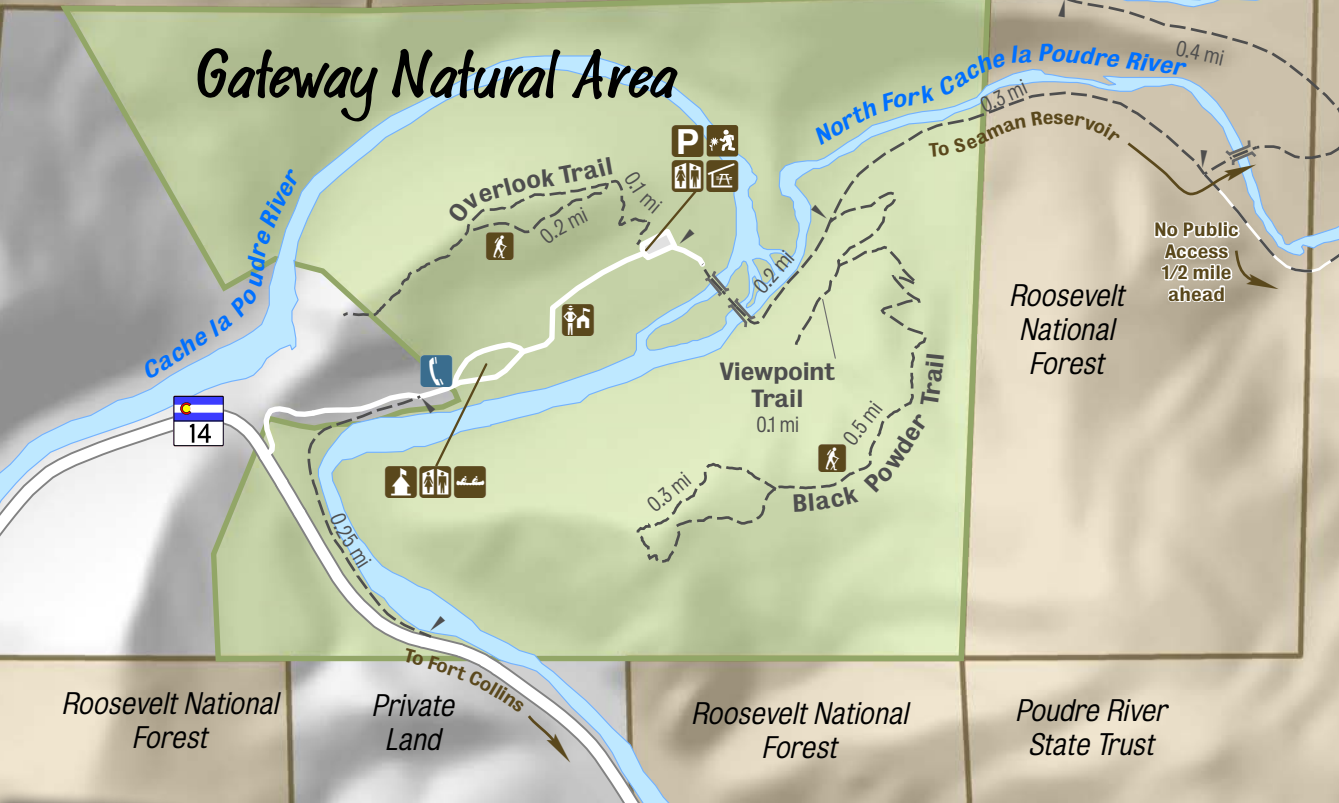 Gateway Natural Area
North Fork Cache la Poudre River
0.4 mi
0.3 mi
To Seaman Reservoir
P
Overlook Trail
0.1 mi
0.2 mi
Cache la Poudre River
0.2 mi
No Public
Access
1/2 mile
ahead
Roosevelt
National
Forest
Viewpoint
Trail
0.1 mi
C
14
0.5 mi
Black Powder Trail
0.3 mi
0.25 mi
To Fort Collins
Roosevelt National
Forest
Private
Land
Roosevelt National
Forest
Poudre River
State Trust